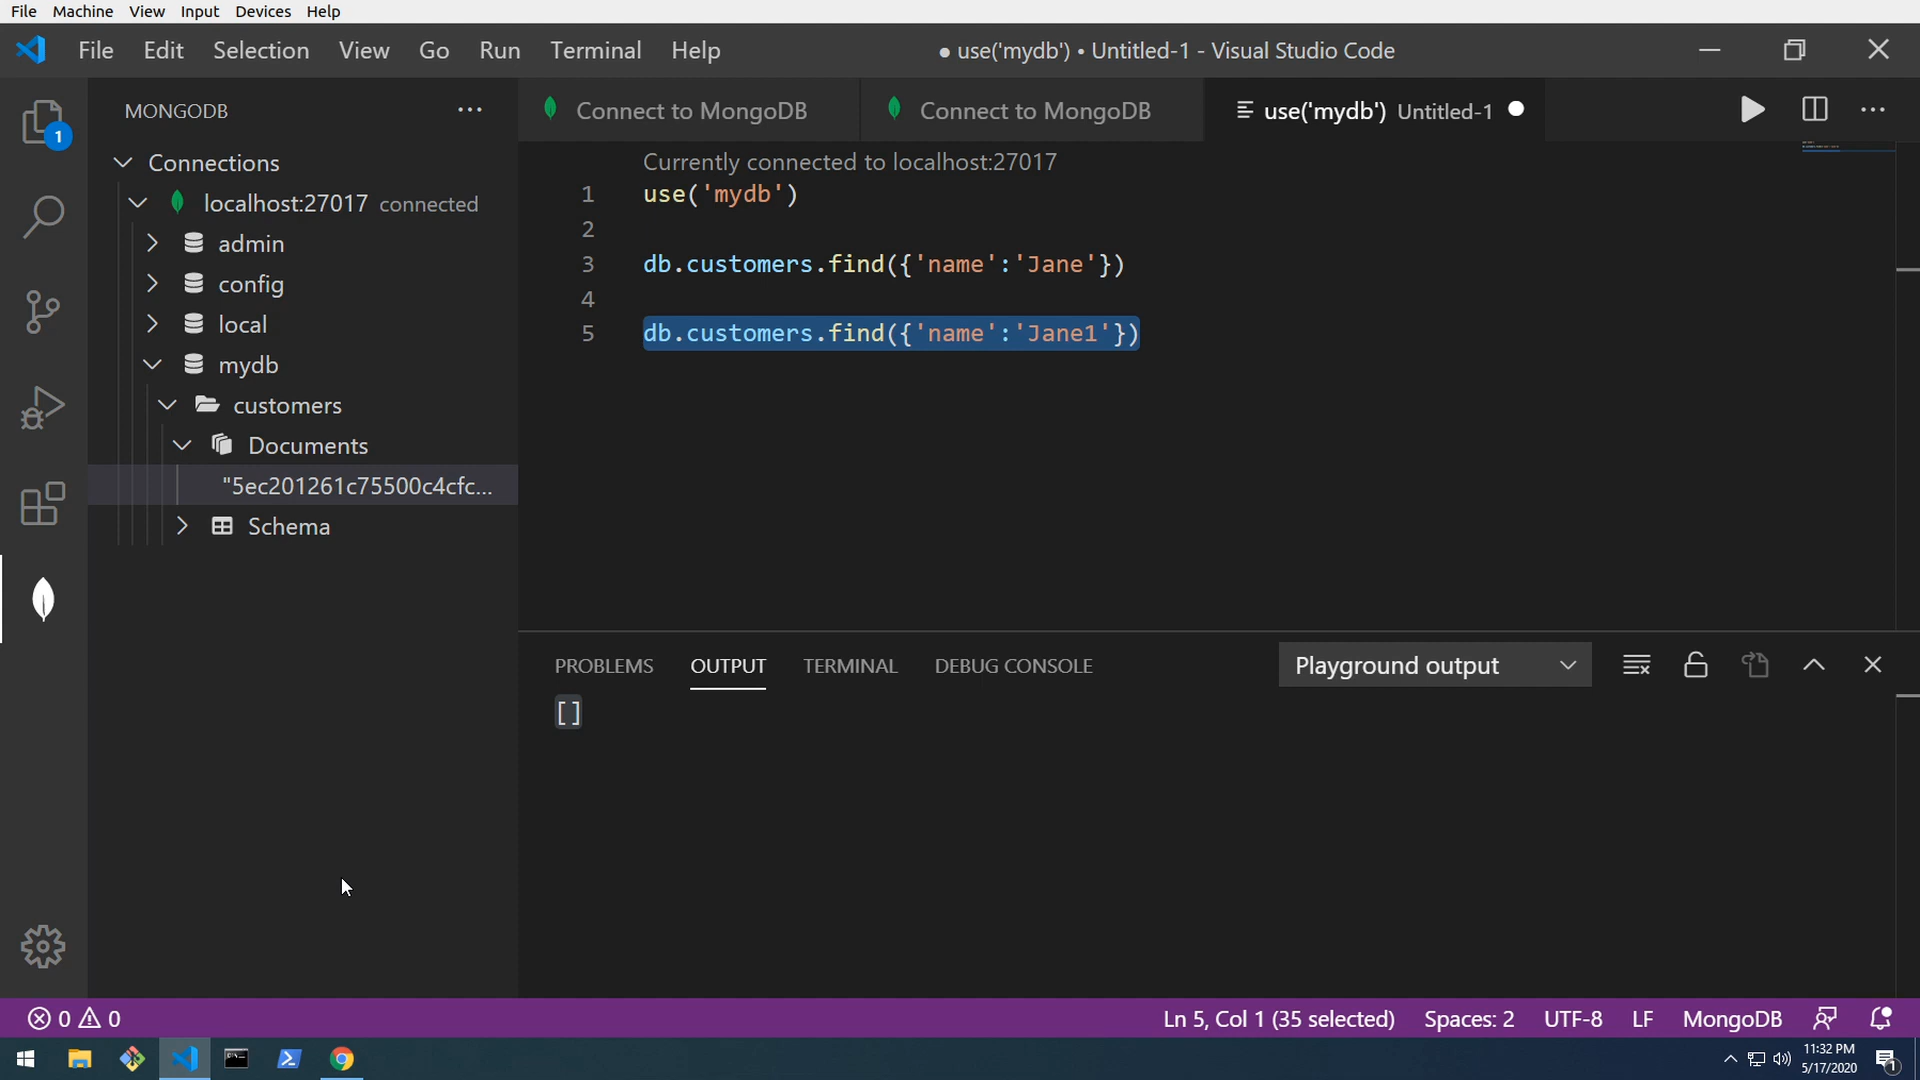 File Machine View Input Devices Help
File Edit Selection View Go Run Terminal Help ● use('mydb') • Untitled-1 - Visual Studio Code
1
MONGODB
Connect to MongoDB
Connect to MongoDB
use('mydb') Untitled-1
Connections
localhost:27017 connected
admin
config
local
mydb
customers
Documents
"5ec201261c75500c4cfc...
Schema
Currently connected to localhost:27017
1 use('mydb')
2
3 db.customers.find({'name':'Jane'})
4
5 db.customers.find({'name':'Jane1'})
PROBLEMS OUTPUT TERMINAL DEBUG CONSOLE Playground output
[]
0 0 Ln 5, Col 1 (35 selected) Spaces: 2 UTF-8 LF MongoDB
11:32 PM
5/17/2020
1